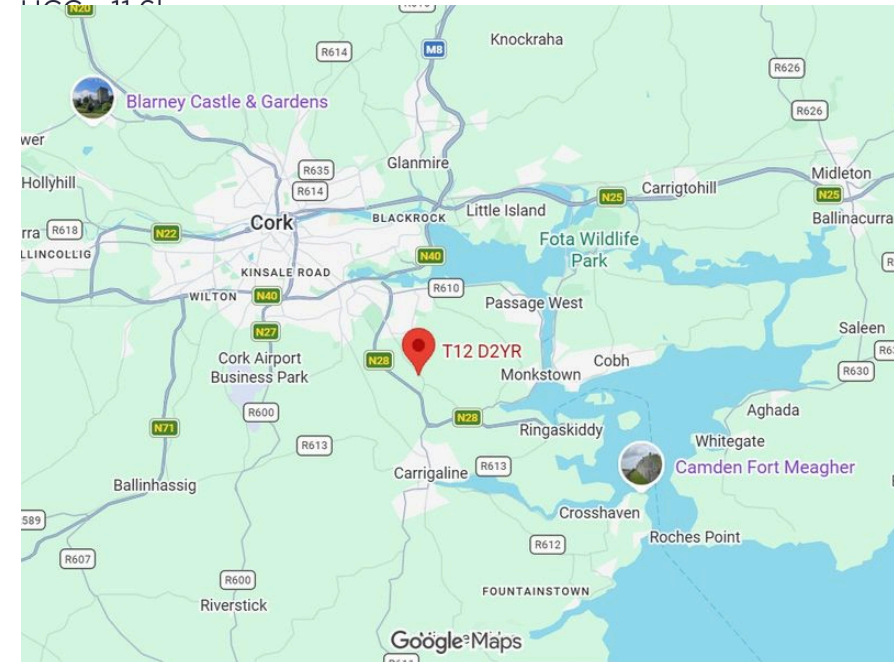 N20
R614
M8
Knockraha
R626
Blarney Castle & Gardens
R626
wer
Glanmire
R635
Midleton
Hollyhill
R614
Carrigtohill
N25
N25
Little Island
BLACKROCK
Cork
Ballinacurra
rra
R618
N22
Fota Wildlife
Park
LLINCOLLIG
N40
KINSALE ROAD
R610
WILTON
N40
Passage West
Saleen
N27
T12 D2YR
Cork Airport
Business Park
N28
Monkstown
Cobh
R630
R600
Aghada
N28
N71
Ringaskiddy
Whitegate
R613
Carrigaline
R613
Camden Fort Meagher
Ballinhassig
Crosshaven
589
Roches Point
R612
R607
R600
FOUNTAINSTOWN
Riverstick
Google Maps